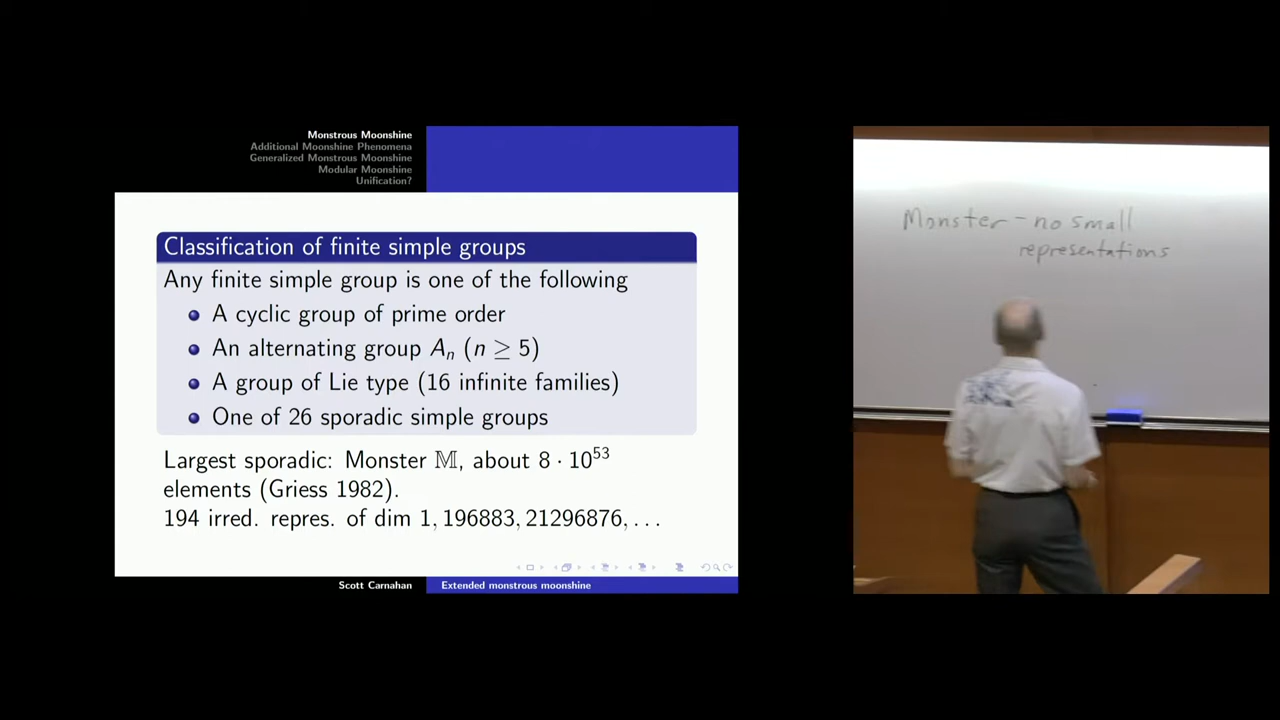 Monstrous Moonshine
Additional Moonshine Phenomena
Generalized Monstrous Moonshine
Modular Moonshine
Unification?
Classification of finite simple groups
Any finite simple group is one of the following
A cyclic group of prime order
An alternating group Aₙ (n ≥ 5)
A group of Lie type (16 infinite families)
One of 26 sporadic simple groups
Largest sporadic: Monster 𝕄, about 8 · 10⁵³
elements (Griess 1982).
194 irred. repres. of dim 1, 196883, 21296876, . . .
Scott Carnahan
Extended monstrous moonshine
Monster – no small
representations